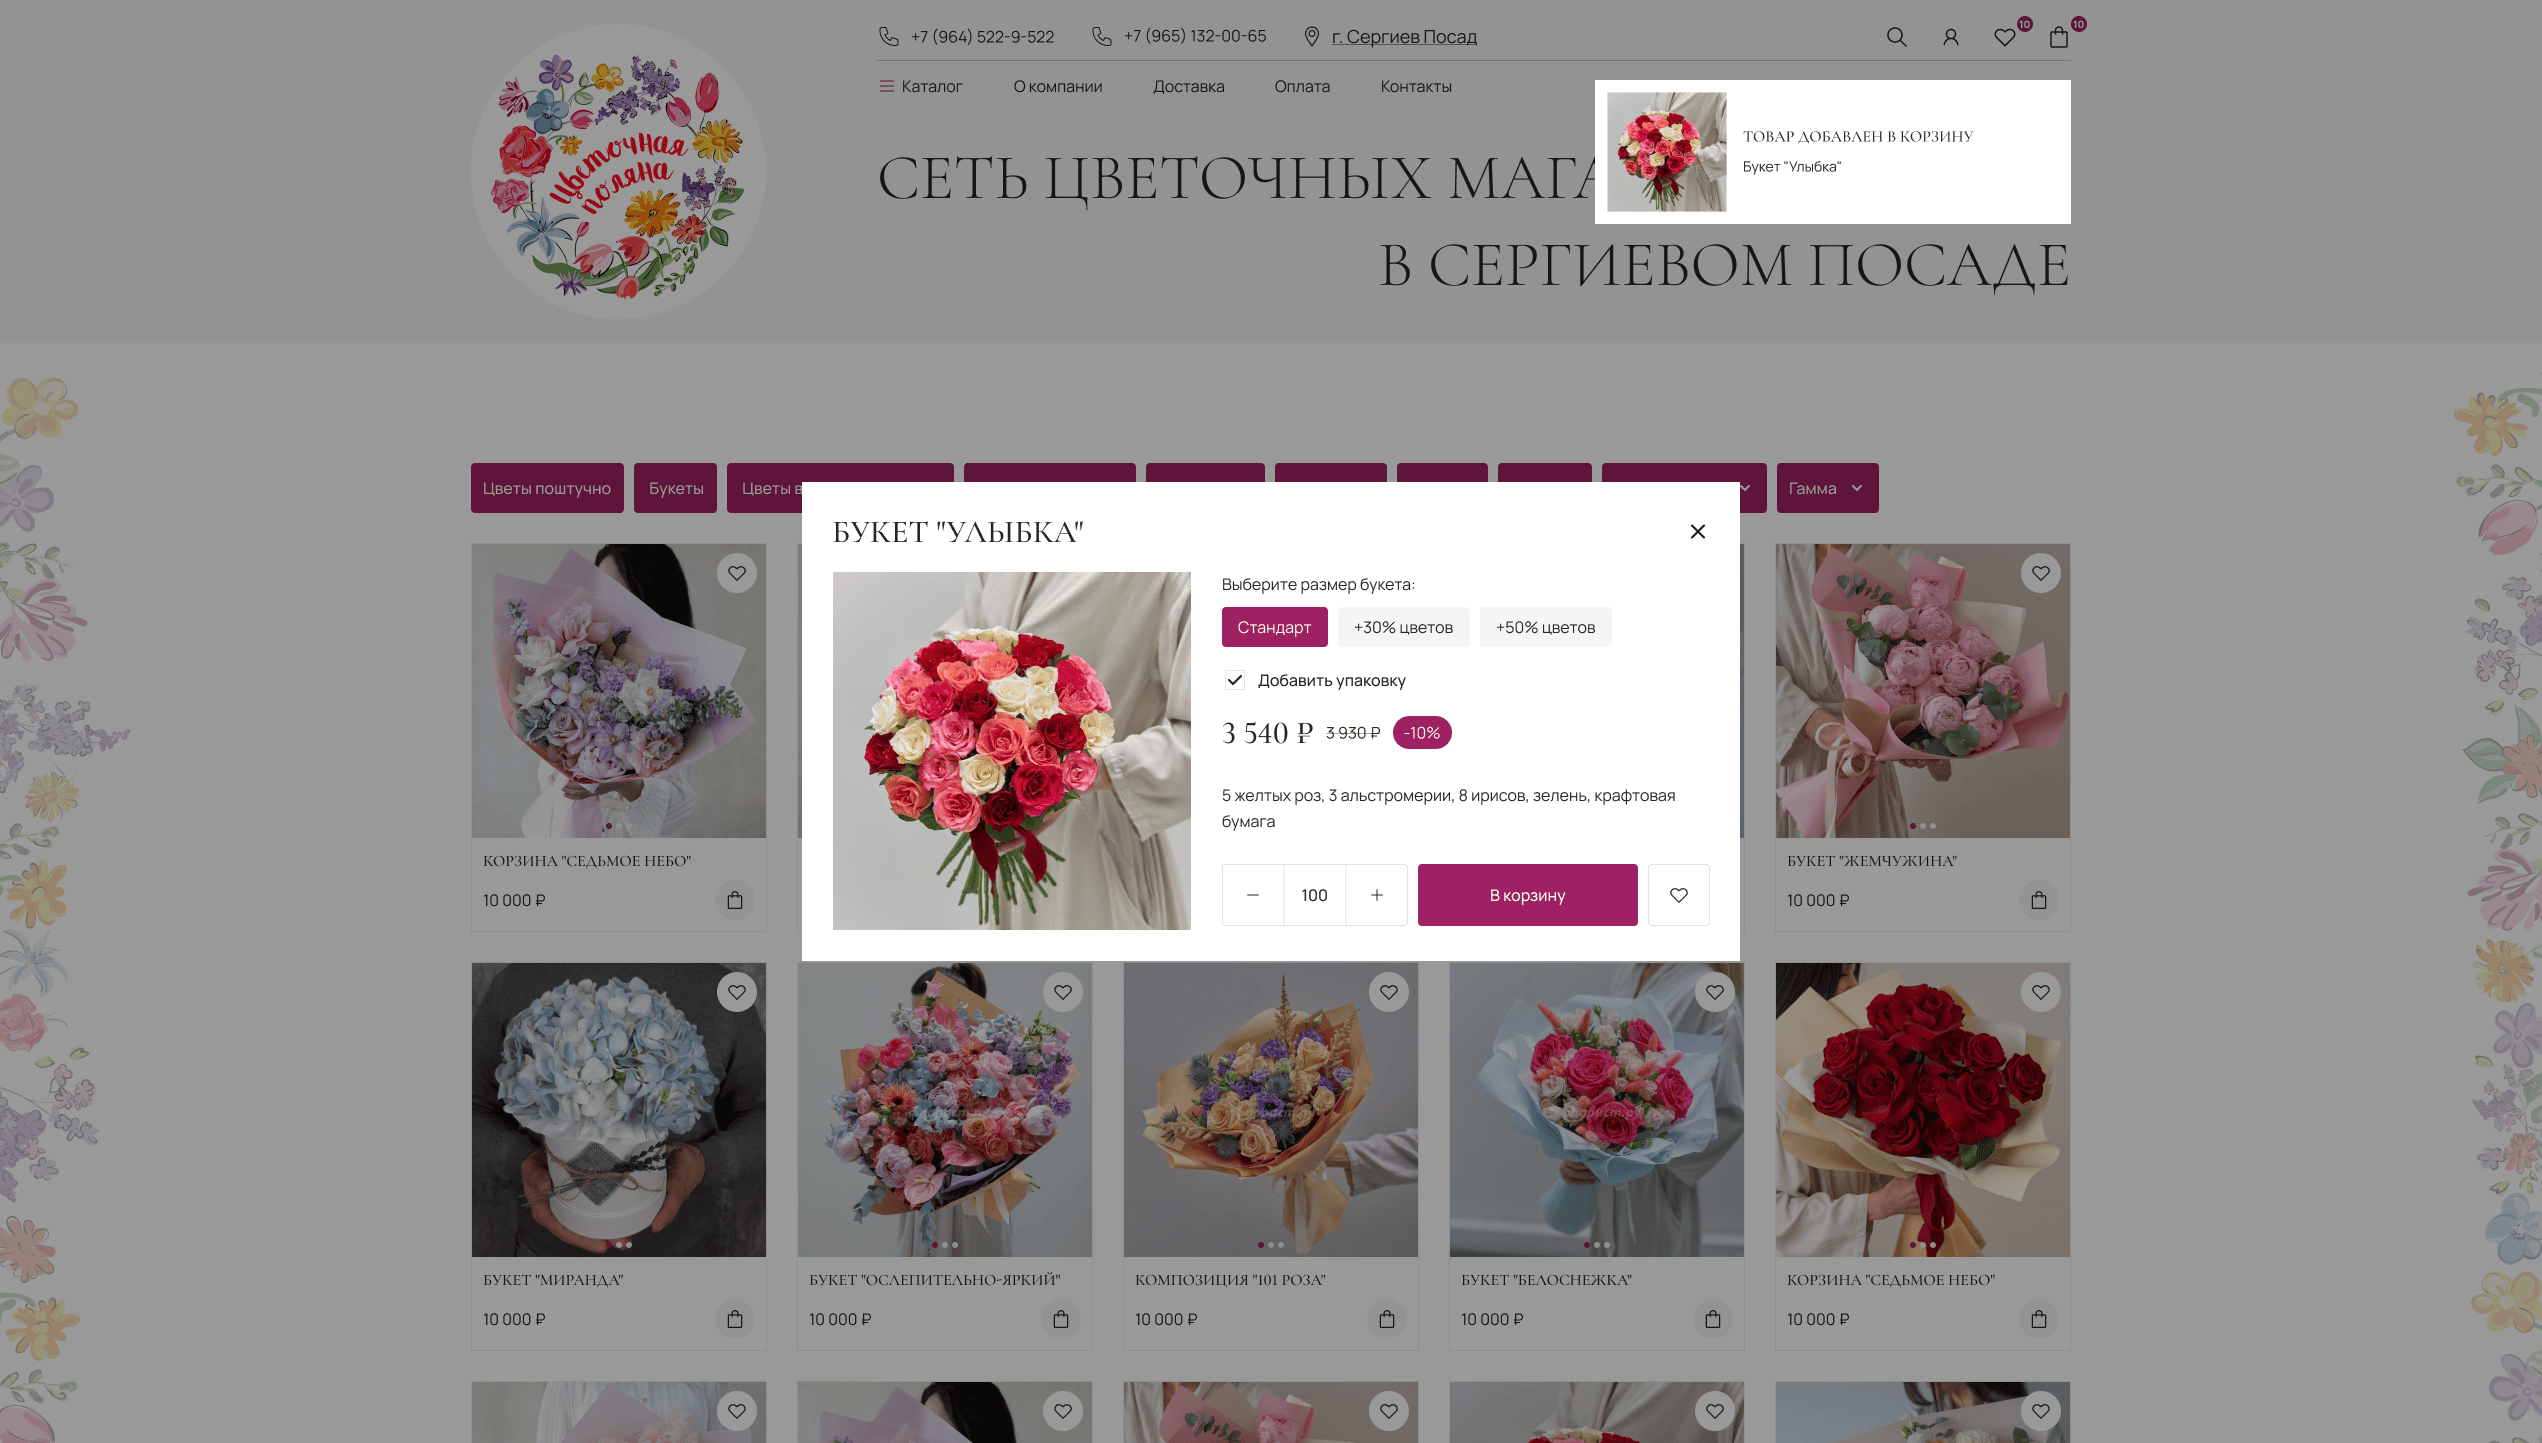 +7 (964) 522-9-522
+7 (965) 132-00-65
г. Сергиев Посад
10
10
Каталог
О компании
Доставка
Оплата
Контакты
Цветочная
поляна
ТОВАР ДОБАВЛЕН В КОРЗИНУ
Букет "Улыбка"
СЕТЬ ЦВЕТОЧНЫХ
В СЕРГИЕВОМ ПОСАДЕ
Цветы поштучно
Букеты
Цветы
Гамма
БУКЕТ "УЛЫБКА"
Выберите размер букета:
Стандарт
+30% цветов
+50% цветов
Добавить упаковку
3 540 ₽
3 930 ₽
-10%
5 желтых роз, 3 альстромерии, 8 ирисов, зелень, крафтовая
бумага
100
В корзину
КОРЗИНА "СЕДЬМОЕ НЕБО"
10 000 ₽
БУКЕТ "ЖЕМЧУЖИНА"
10 000 ₽
БУКЕТ "МИРАНДА"
10 000 ₽
БУКЕТ "ОСЛЕПИТЕЛЬНО-ЯРКИЙ"
10 000 ₽
КОМПОЗИЦИЯ "101 РОЗА"
10 000 ₽
БУКЕТ "БЕЛОСНЕЖКА"
10 000 ₽
КОРЗИНА "СЕДЬМОЕ НЕБО"
10 000 ₽